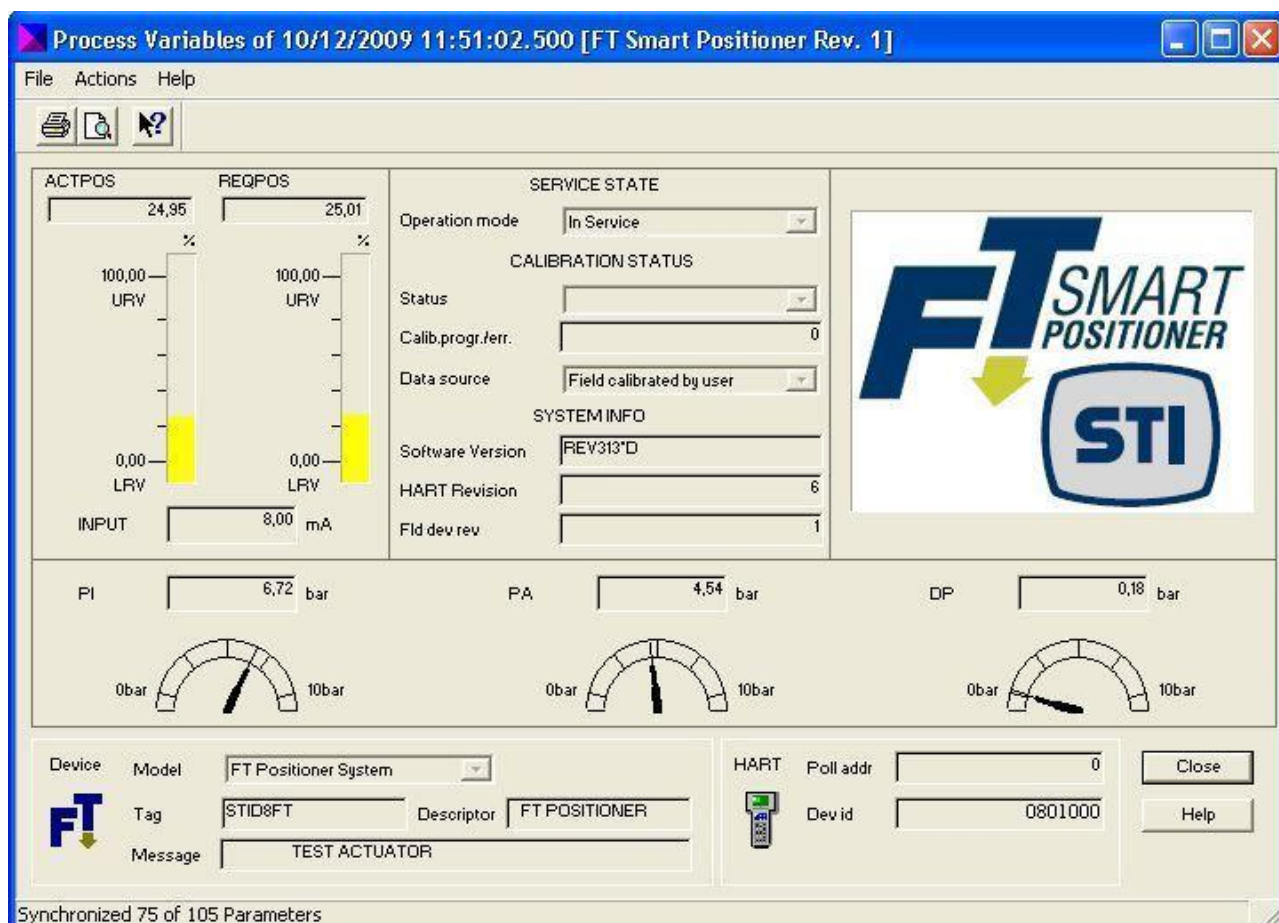 Process Variables of 10/12/2009 11:51:02.500 [FT Smart Positioner Rev. 1]
File Actions Help
ACTPOS REQPOS
24,95 25,01
% %
100,00 100,00
URV URV
0,00 0,00
LRV LRV
INPUT 8,00 mA
SERVICE STATE
Operation mode In Service
CALIBRATION STATUS
Status
Calib.progr./err. 0
Data source Field calibrated by user
SYSTEM INFO
Software Version REV313"D
HART Revision 6
Fld dev rev 1
FT SMART
POSITIONER
STI
PI 6,72 bar PA 4,54 bar DP 0,18 bar
0bar 10bar 0bar 10bar 0bar 10bar
Device Model FT Positioner System
FT Tag STID8FT Descriptor FT POSITIONER
Message TEST ACTUATOR
HART Poll addr 0
Dev id 0801000
Close
Help
Synchronized 75 of 105 Parameters